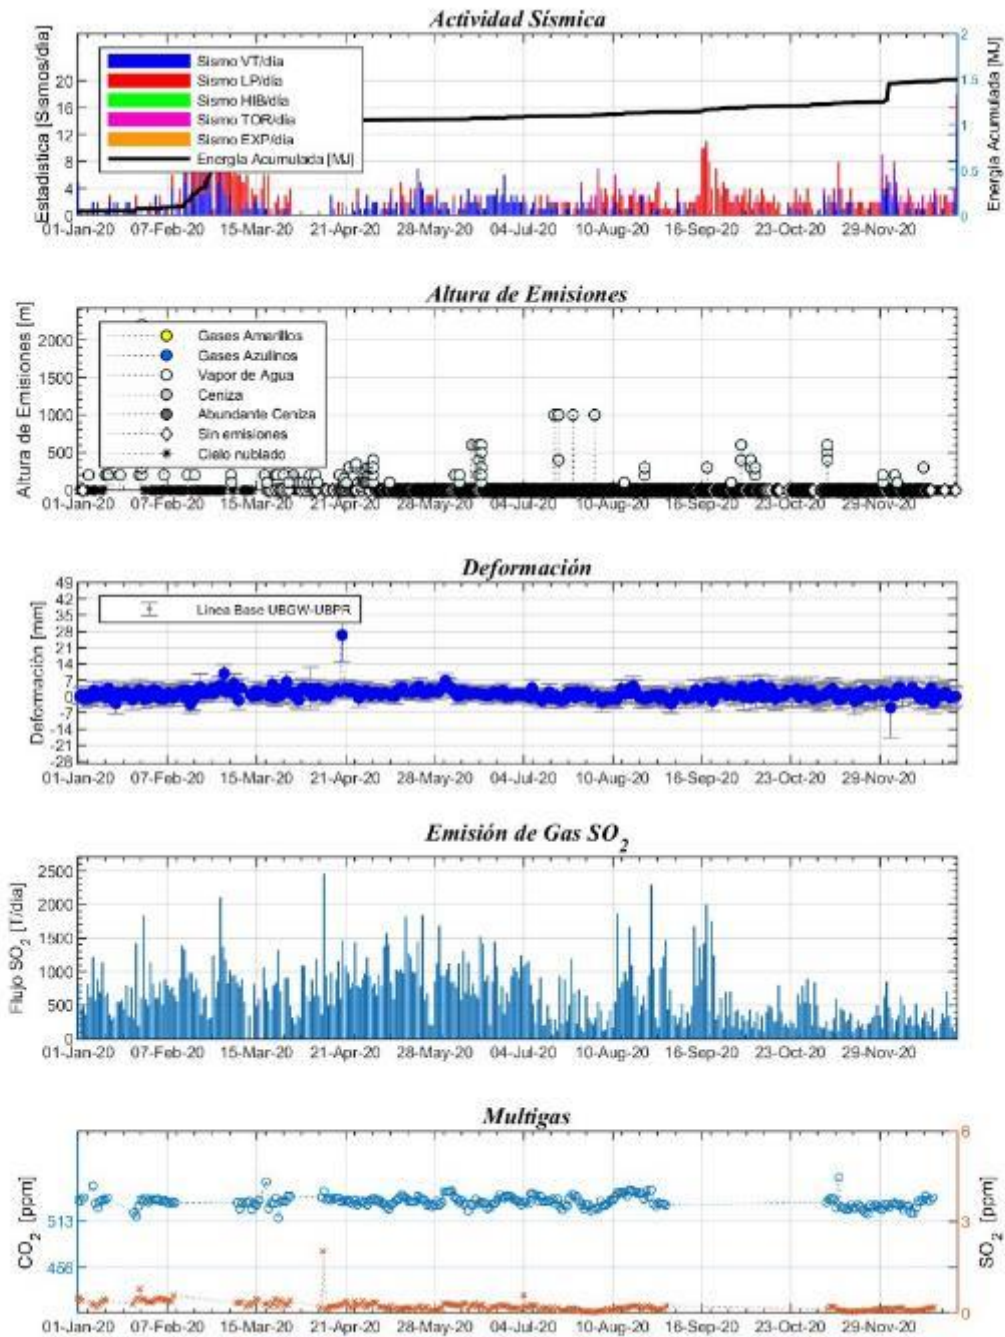 Actividad Sísmica
Estadística [Sismos/día]
Energía Acumulada [MJ]
Sismo VT/día
Sismo LP/día
Sismo HIB/día
Sismo TOR/día
Sismo EXP/día
Energía Acumulada [MJ]
20
16
12
8
4
0
2
1.5
1
0.5
0
01-Jan-20 07-Feb-20 15-Mar-20 21-Apr-20 28-May-20 04-Jul-20 10-Aug-20 16-Sep-20 23-Oct-20 29-Nov-20
Altura de Emisiones
Altura de Emisiones [m]
Gases Amarillos
Gases Azulinos
Vapor de Agua
Ceniza
Abundante Ceniza
Sin emisiones
Cielo nublado
2000
1500
1000
500
0
01-Jan-20 07-Feb-20 15-Mar-20 21-Apr-20 28-May-20 04-Jul-20 10-Aug-20 16-Sep-20 23-Oct-20 29-Nov-20
Deformación
Deformación [mm]
Línea Base UBGW-UBPR
49
42
35
28
21
14
7
0
-7
-14
-21
-28
01-Jan-20 07-Feb-20 15-Mar-20 21-Apr-20 28-May-20 04-Jul-20 10-Aug-20 16-Sep-20 23-Oct-20 29-Nov-20
Emisión de Gas SO2
Flujo SO2 [T/día]
2500
2000
1500
1000
500
0
01-Jan-20 07-Feb-20 15-Mar-20 21-Apr-20 28-May-20 04-Jul-20 10-Aug-20 16-Sep-20 23-Oct-20 29-Nov-20
Multigas
CO2 [ppm]
SO2 [ppm]
513
456
6
3
0
01-Jan-20 07-Feb-20 15-Mar-20 21-Apr-20 28-May-20 04-Jul-20 10-Aug-20 16-Sep-20 23-Oct-20 29-Nov-20